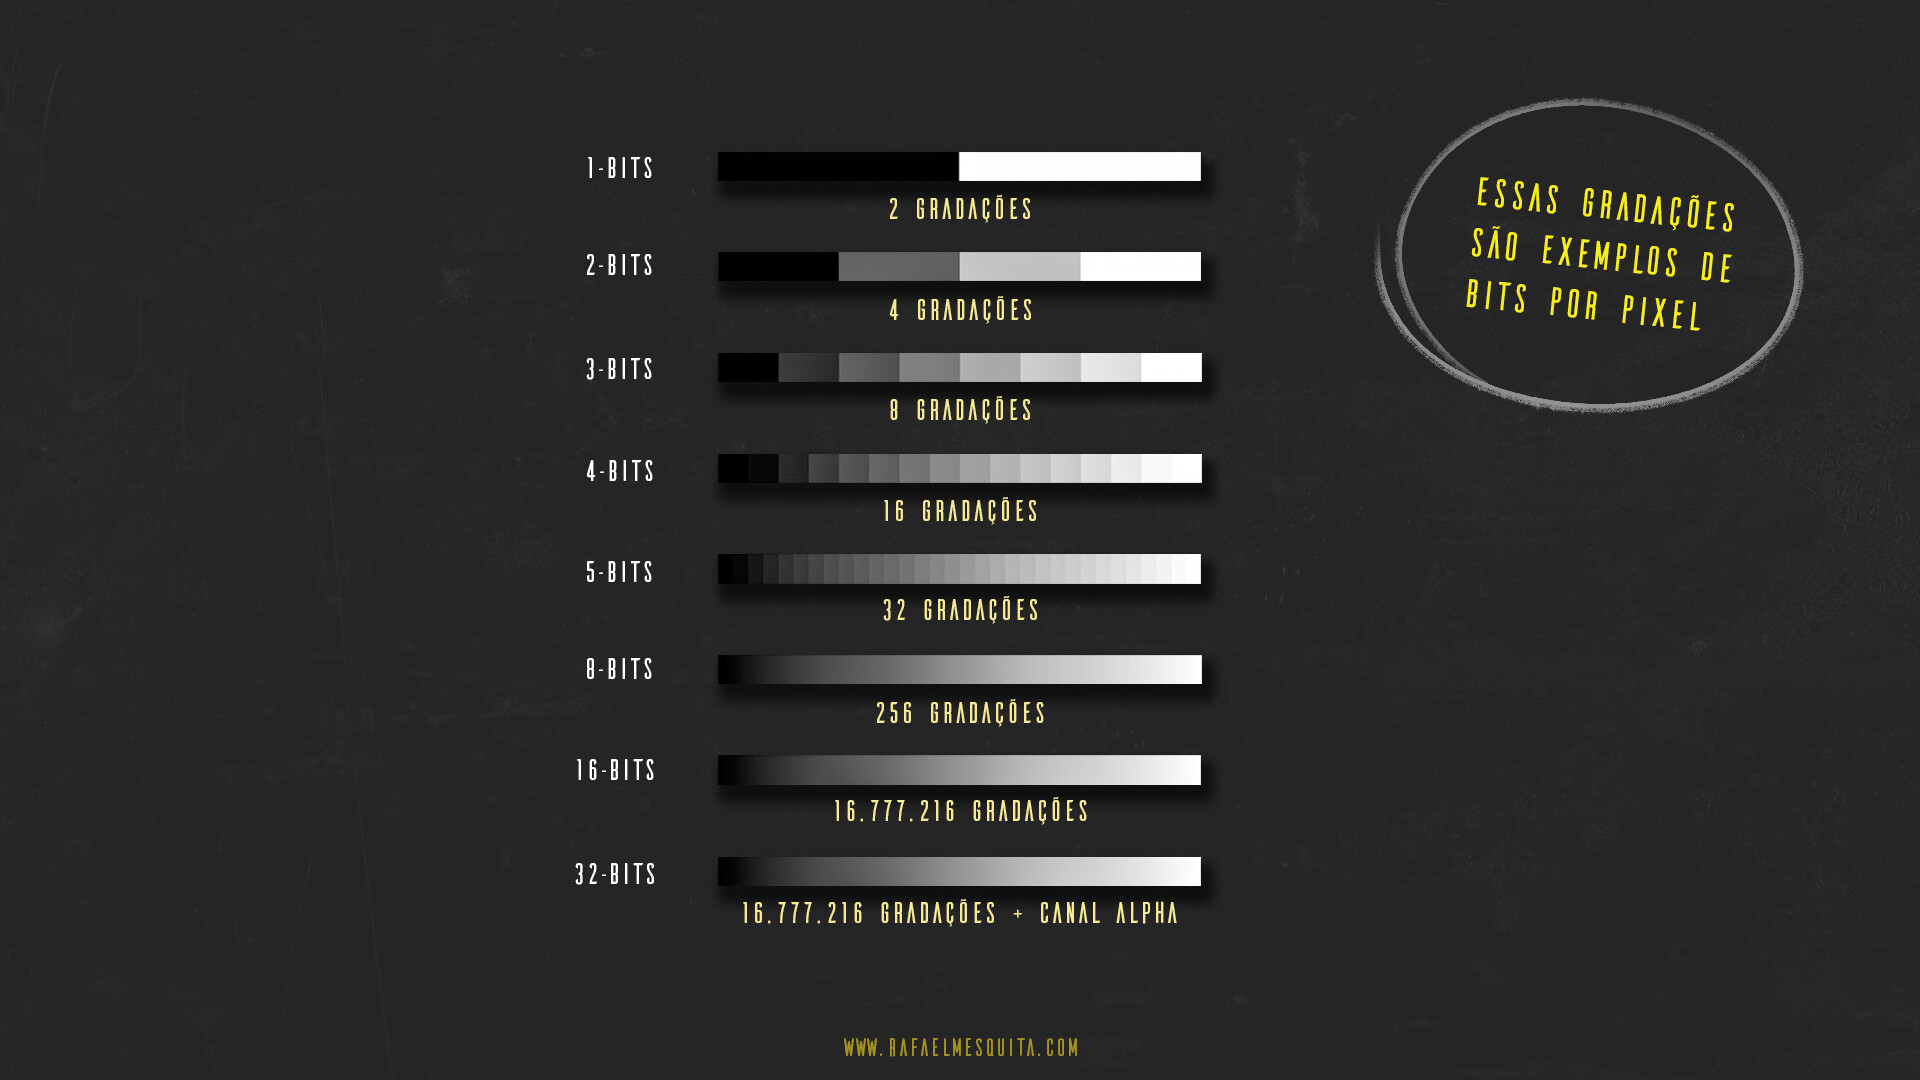 1-BITS
2 GRADAÇÕES
2-BITS
4 GRADAÇÕES
3-BITS
8 GRADAÇÕES
4-BITS
16 GRADAÇÕES
5-BITS
32 GRADAÇÕES
8-BITS
256 GRADAÇÕES
16-BITS
16.777.216 GRADAÇÕES
32-BITS
16.777.216 GRADAÇÕES + CANAL ALPHA
ESSAS GRADAÇÕES
SÃO EXEMPLOS DE
BITS POR PIXEL
WWW.RAFAELMESQUITA.COM